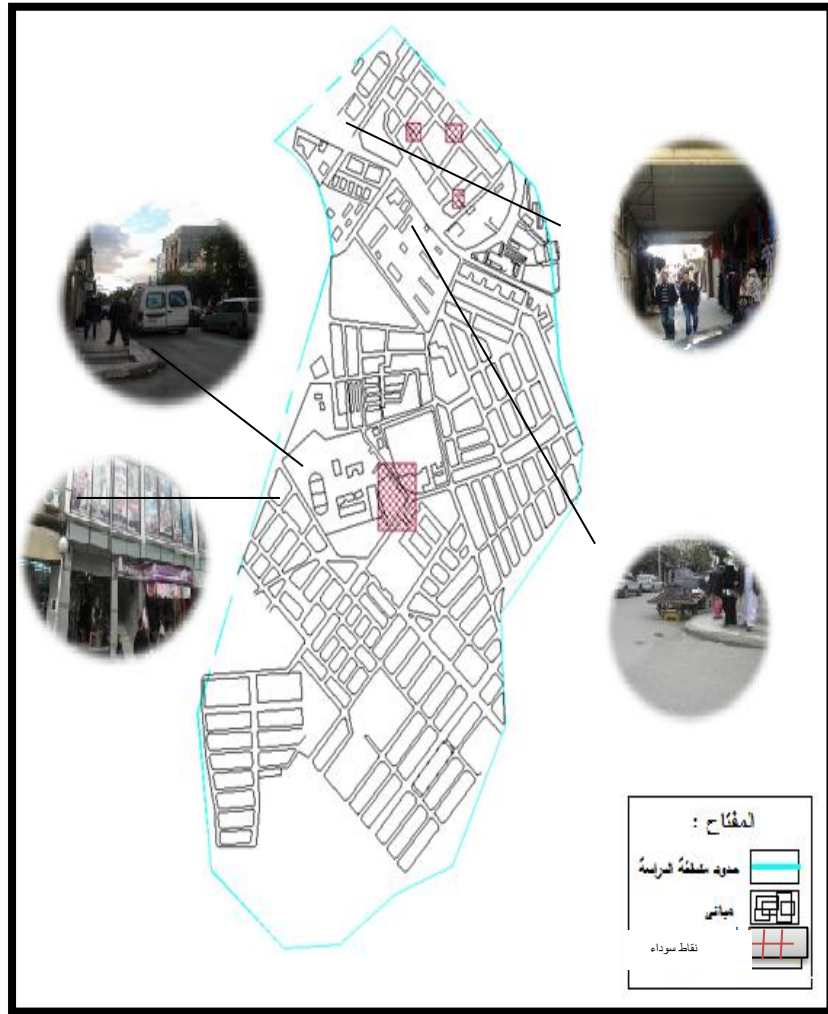 المفتاح :
حدود منطقة الدراسة
مباني
نقاط سوداء